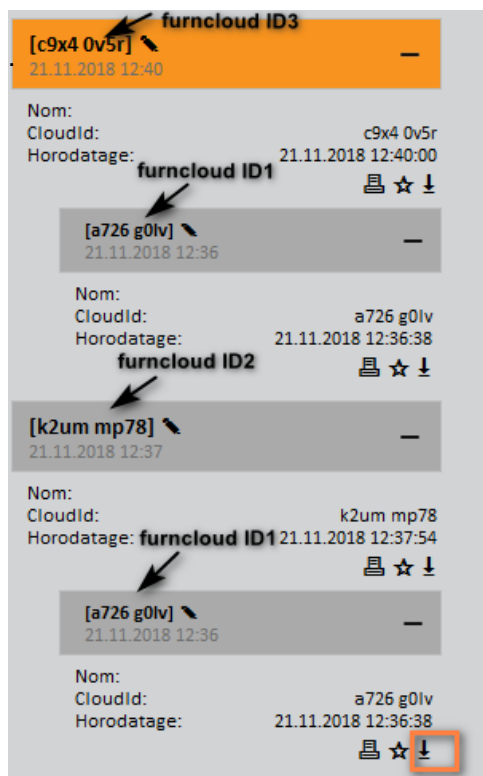 furncloud ID3
[c9x4 0v5r]
21.11.2018 12:40
Nom:
CloudId: c9x4 0v5r
Horodatage: 21.11.2018 12:40:00
furncloud ID1
[a726 g0lv]
21.11.2018 12:36
Nom:
CloudId: a726 g0lv
Horodatage: 21.11.2018 12:36:38
furncloud ID2
[k2um mp78]
21.11.2018 12:37
Nom:
CloudId: k2um mp78
Horodatage: furncloud ID1 21.11.2018 12:37:54
[a726 g0lv]
21.11.2018 12:36
Nom:
CloudId: a726 g0lv
Horodatage: 21.11.2018 12:36:38